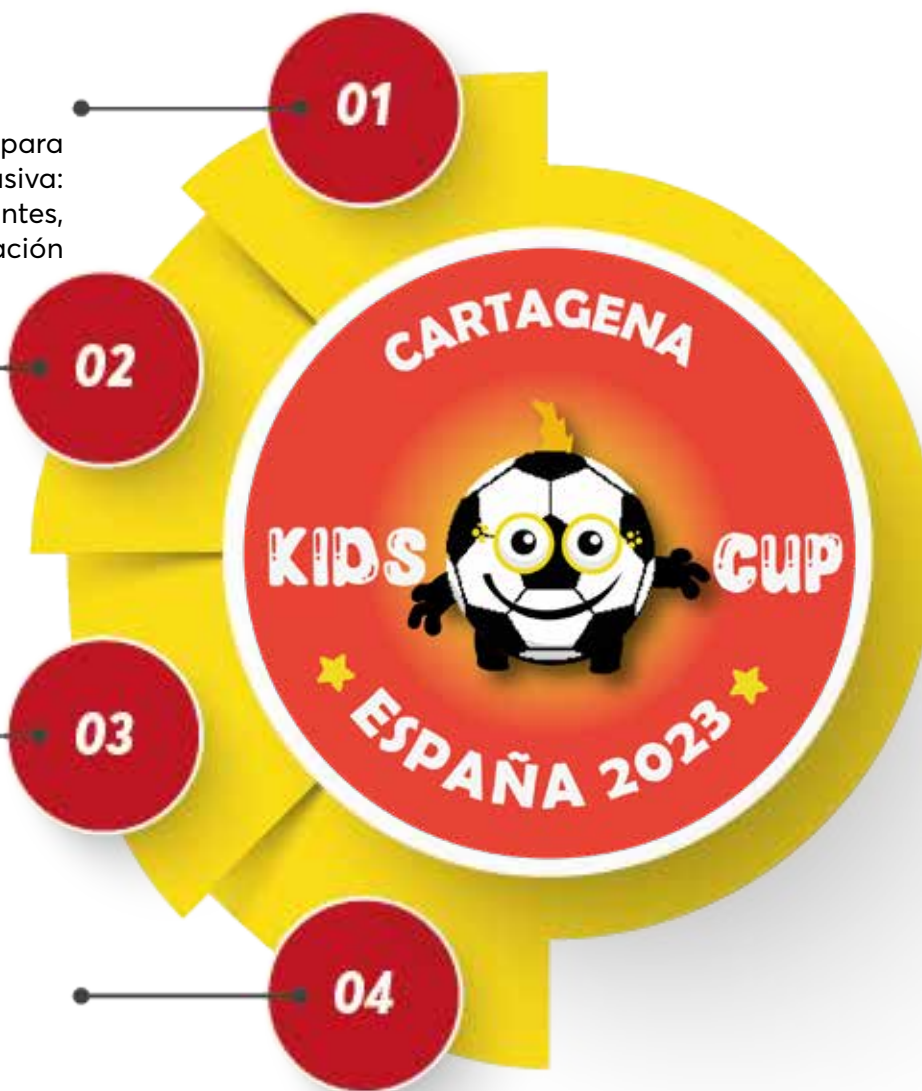 01
para
usiva:
ntes,
ación
02
CARTAGENA
KIDS CUP
ESPAÑA 2023
03
04